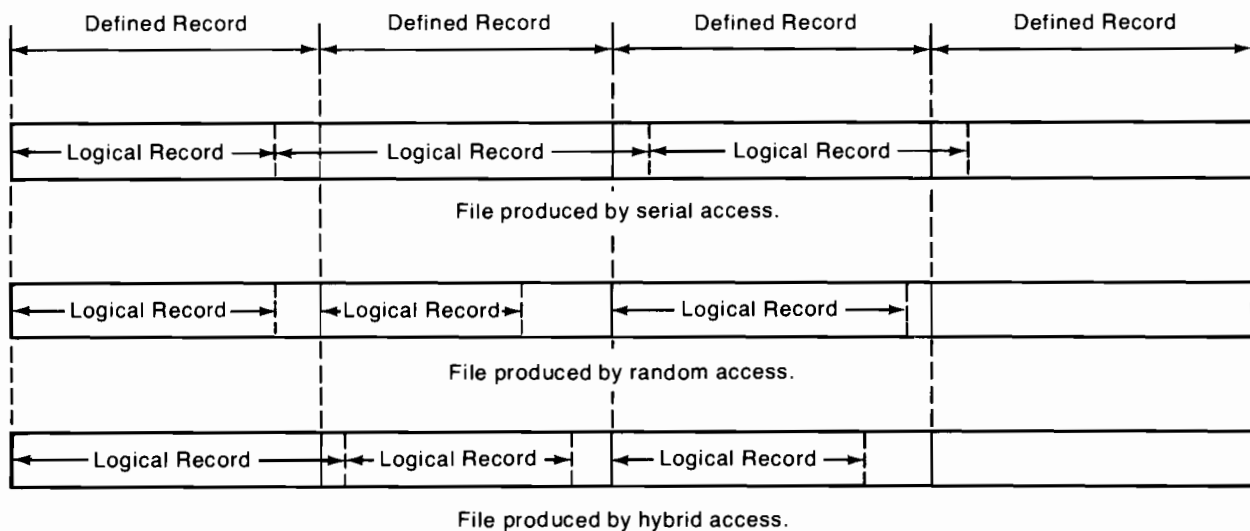 Defined Record Defined Record Defined Record Defined Record
Logical Record Logical Record Logical Record
File produced by serial access.
Logical Record Logical Record Logical Record
File produced by random access.
Logical Record Logical Record Logical Record
File produced by hybrid access.